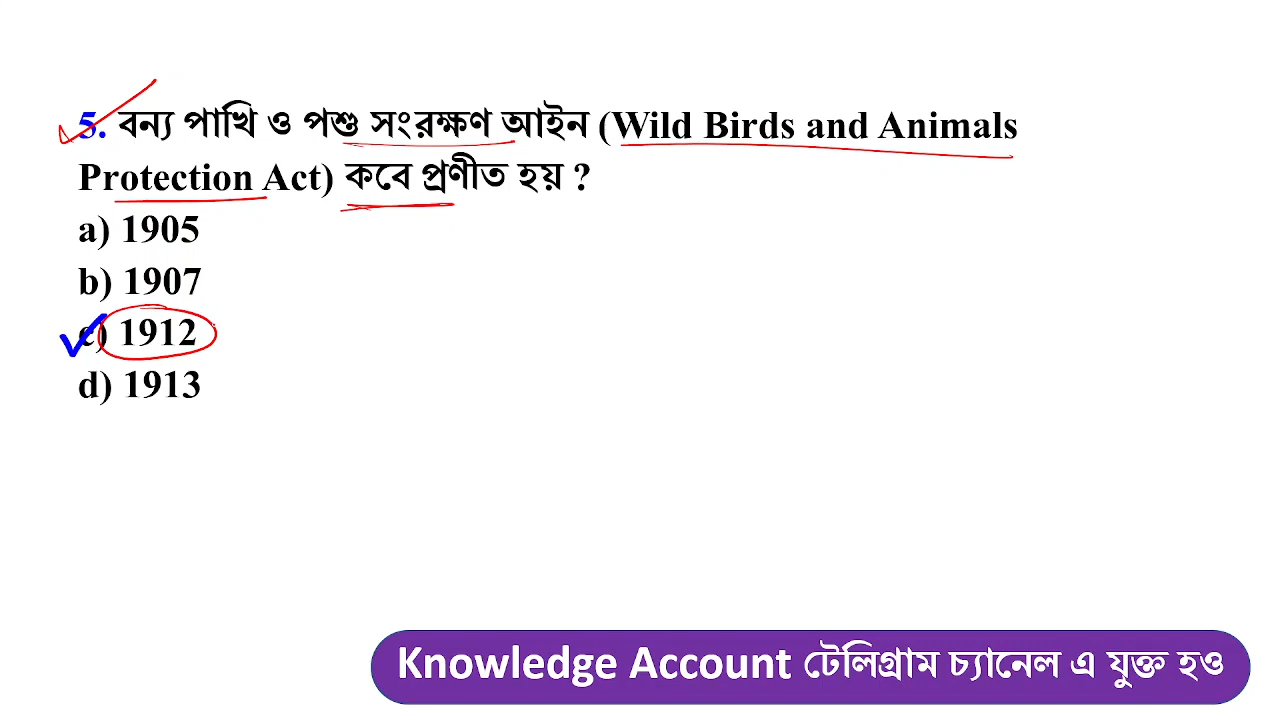 5. বন্য পাখি ও পশু সংরক্ষণ আইন (Wild Birds and Animals
Protection Act) কবে প্রণীত হয় ?
a) 1905
b) 1907
c) 1912
d) 1913
Knowledge Account টেলিগ্রাম চ্যানেল এ যুক্ত হও